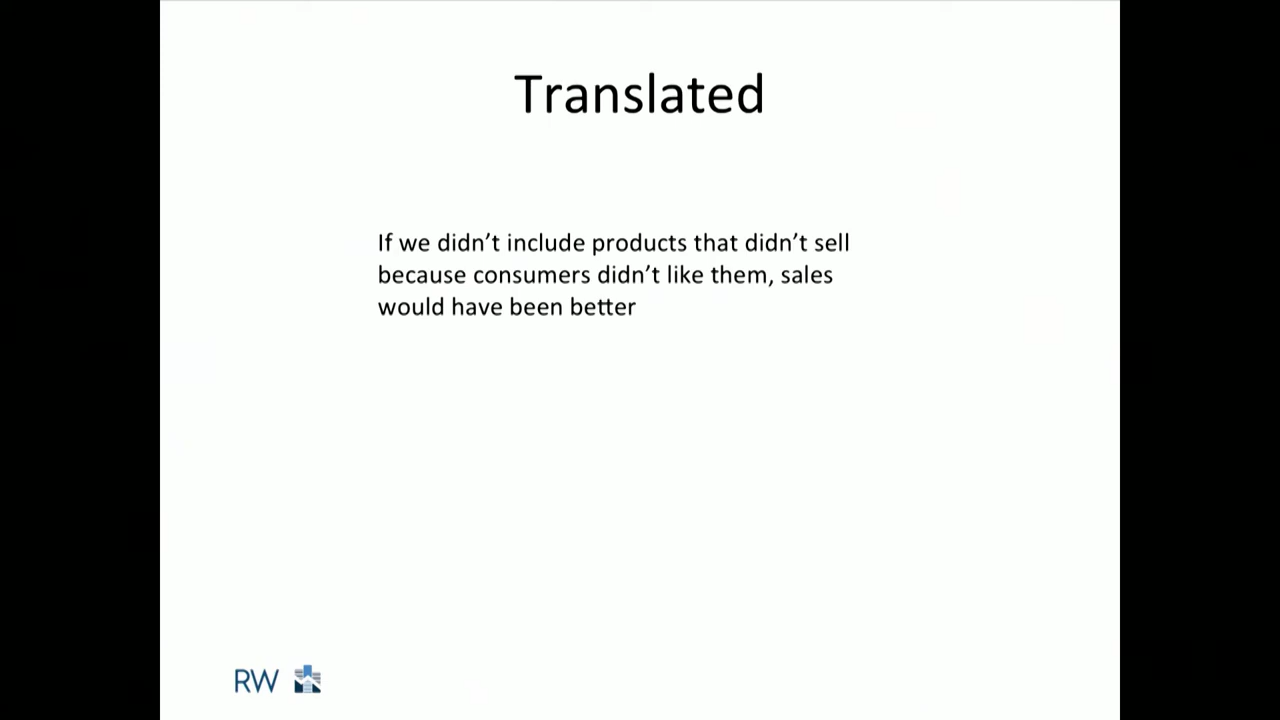 Translated
If we didn’t include products that didn’t sell
because consumers didn’t like them, sales
would have been better
RW